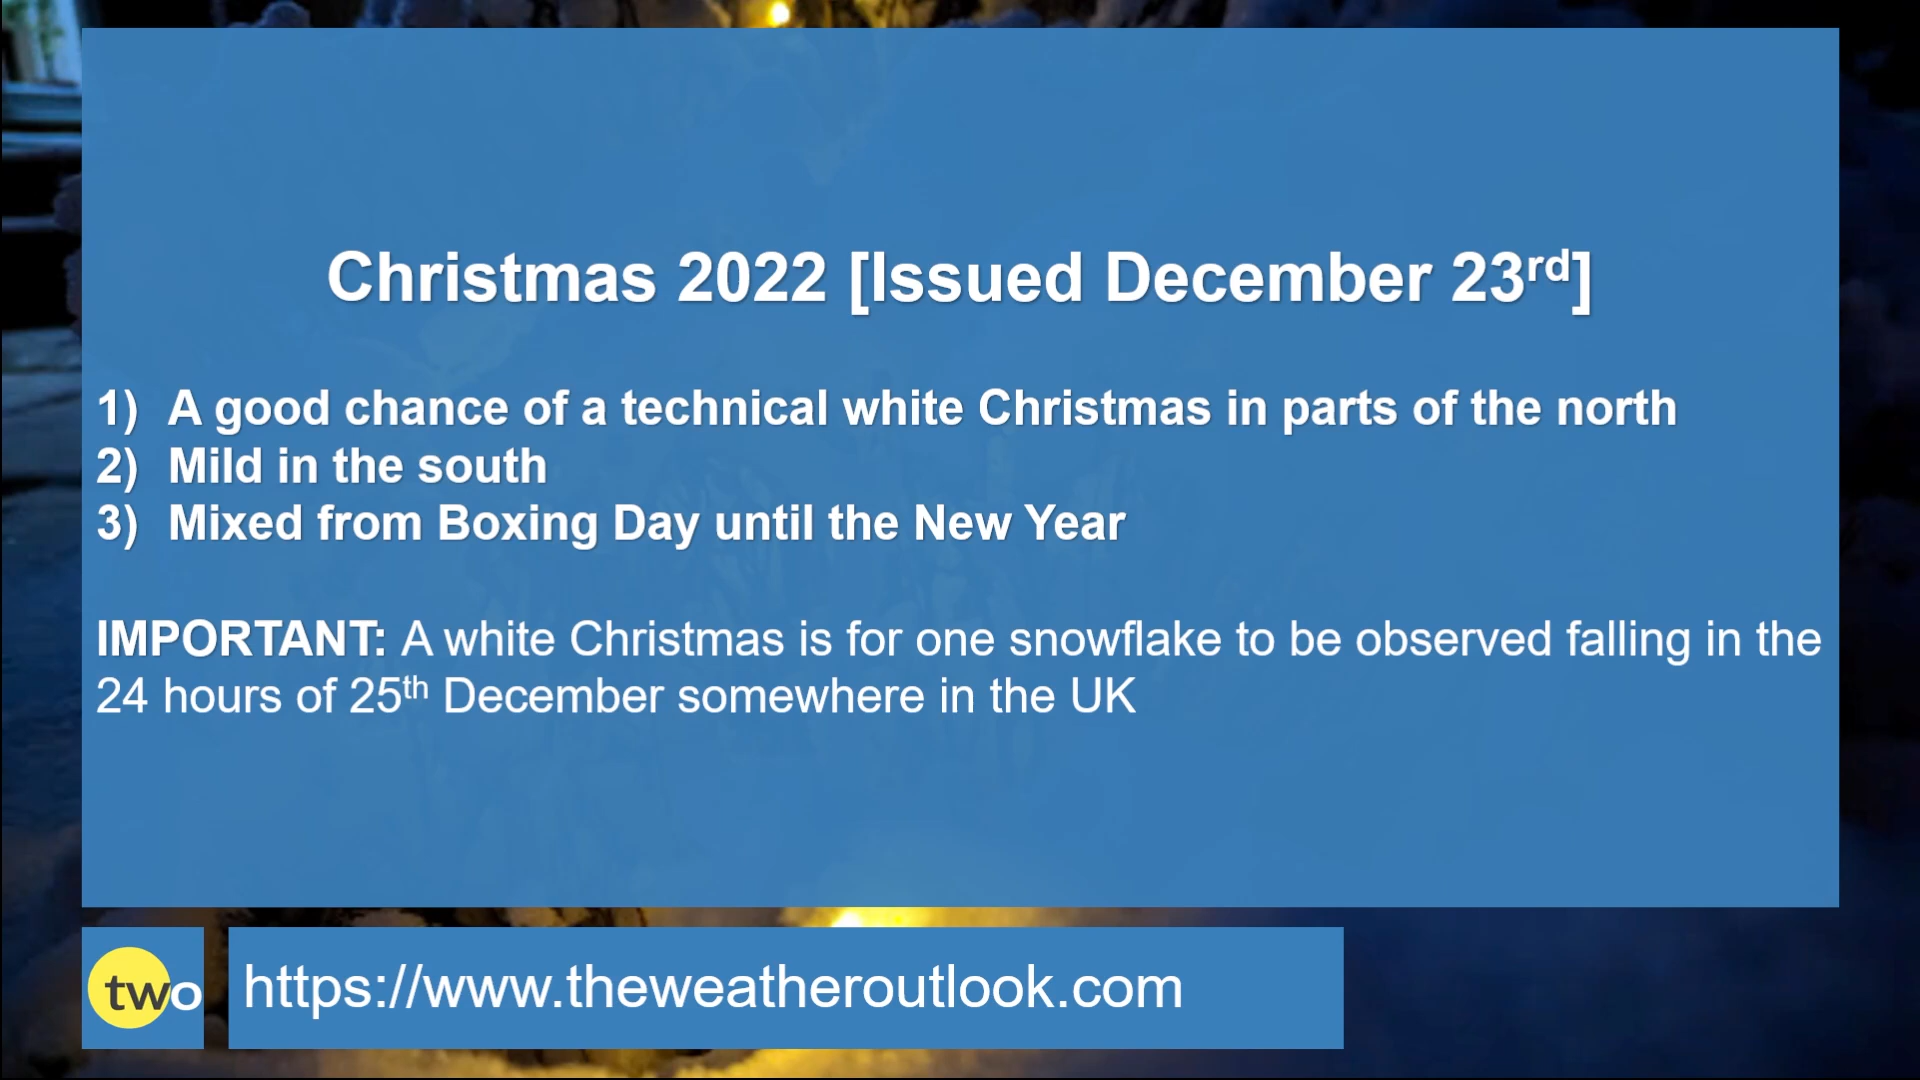 Christmas 2022 [Issued December 23rd]
1) A good chance of a technical white Christmas in parts of the north
2) Mild in the south
3) Mixed from Boxing Day until the New Year
IMPORTANT: A white Christmas is for one snowflake to be observed falling in the
24 hours of 25th December somewhere in the UK
two
https://www.theweatheroutlook.com